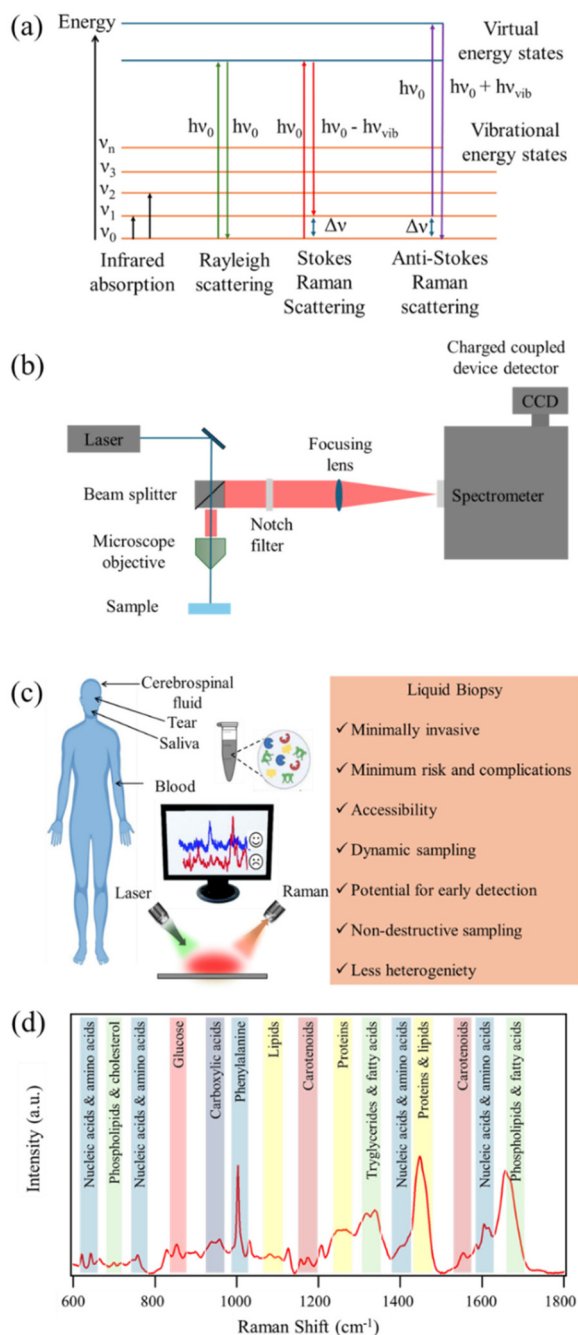 (a)
Energy
Virtual
energy states
hν₀
hν₀ + hνvib
hν₀
hν₀
hν₀
hν₀ - hνvib
Vibrational
energy states
νn
ν3
ν2
ν1
ν0
Δν
Δν
Infrared
absorption
Rayleigh
scattering
Stokes
Raman
Scattering
Anti-Stokes
Raman
scattering
(b)
Charged coupled
device detector
CCD
Laser
Focusing
lens
Beam splitter
Spectrometer
Notch
filter
Microscope
objective
Sample
(c)
Cerebrospinal
fluid
Tear
Saliva
Blood
Laser
Raman
Liquid Biopsy
✓ Minimally invasive
✓ Minimum risk and complications
✓ Accessibility
✓ Dynamic sampling
✓ Potential for early detection
✓ Non-destructive sampling
✓ Less heterogeniety
(d)
Intensity (a.u.)
Nucleic acids & amino acids
Phospholipids & cholesterol
Nucleic acids & amino acids
Glucose
Carboxylic acids
Phenylalanine
Lipids
Carotenoids
Proteins
Tryglycerides & fatty acids
Nucleic acids & amino acids
Proteins & lipids
Carotenoids
Nucleic acids & amino acids
Phospholipids & fatty acids
600 800 1000 1200 1400 1600 1800
Raman Shift (cm⁻¹)